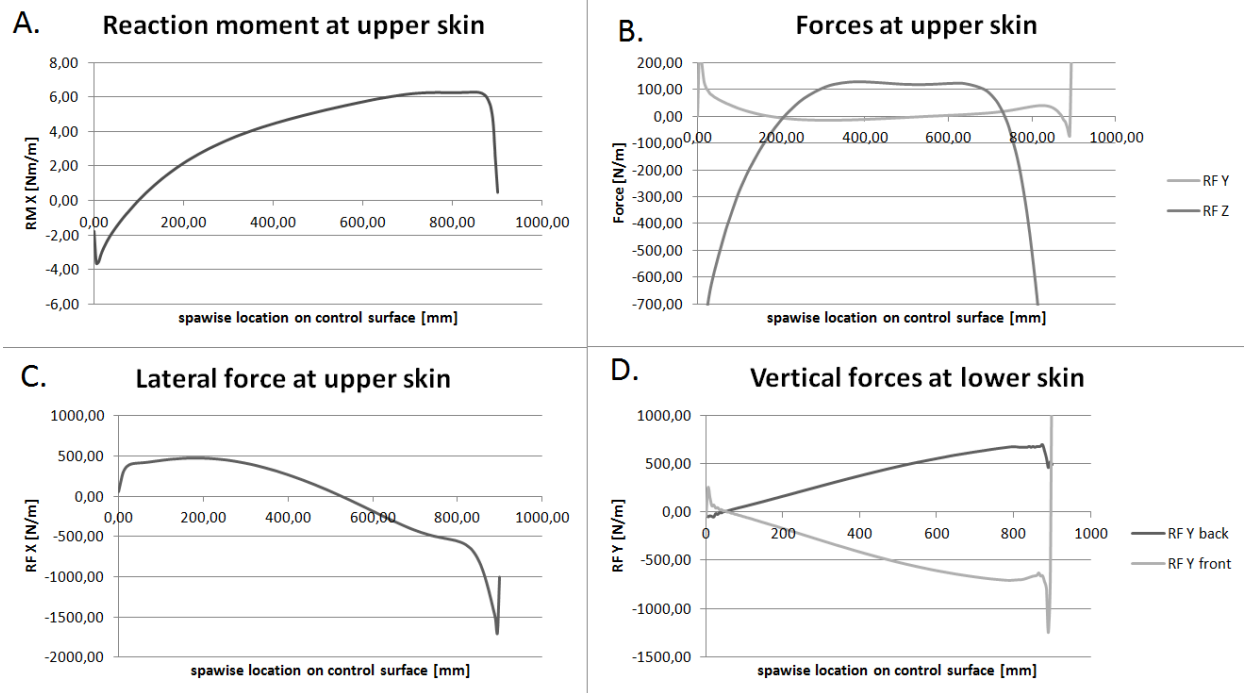 A.
Reaction moment at upper skin
8,00
6,00
4,00
2,00
0,00
-2,00
-4,00
-6,00
RM X [Nm/m]
0,00 200,00 400,00 600,00 800,00 1000,00
spawise location on control surface [mm]
B.
Forces at upper skin
200,00
100,00
0,00
-100,00
-200,00
-300,00
-400,00
-500,00
-600,00
-700,00
Force [N/m]
0,00 200,00 400,00 600,00 800,00 1000,00
RF Y
RF Z
spawise location on control surface [mm]
C.
Lateral force at upper skin
1000,00
500,00
0,00
-500,00
-1000,00
-1500,00
-2000,00
RF X [N/m]
0,00 200,00 400,00 600,00 800,00 1000,00
spawise location on control surface [mm]
D.
Vertical forces at lower skin
1000,00
500,00
0,00
-500,00
-1000,00
-1500,00
RF Y [N/m]
0 200 400 600 800 1000
RF Y back
RF Y front
spawise location on control surface [mm]